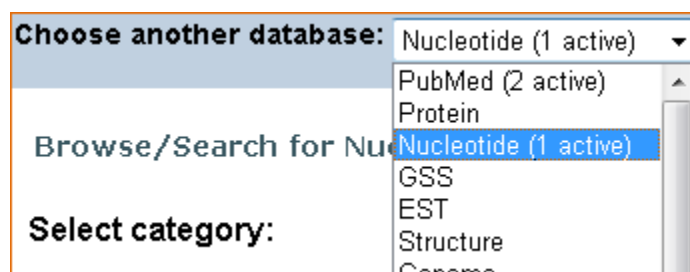 Choose another database: Nucleotide (1 active)
PubMed (2 active)
Protein
Browse/Search for
Nucleotide (1 active)
GSS
EST
Select category:
Structure